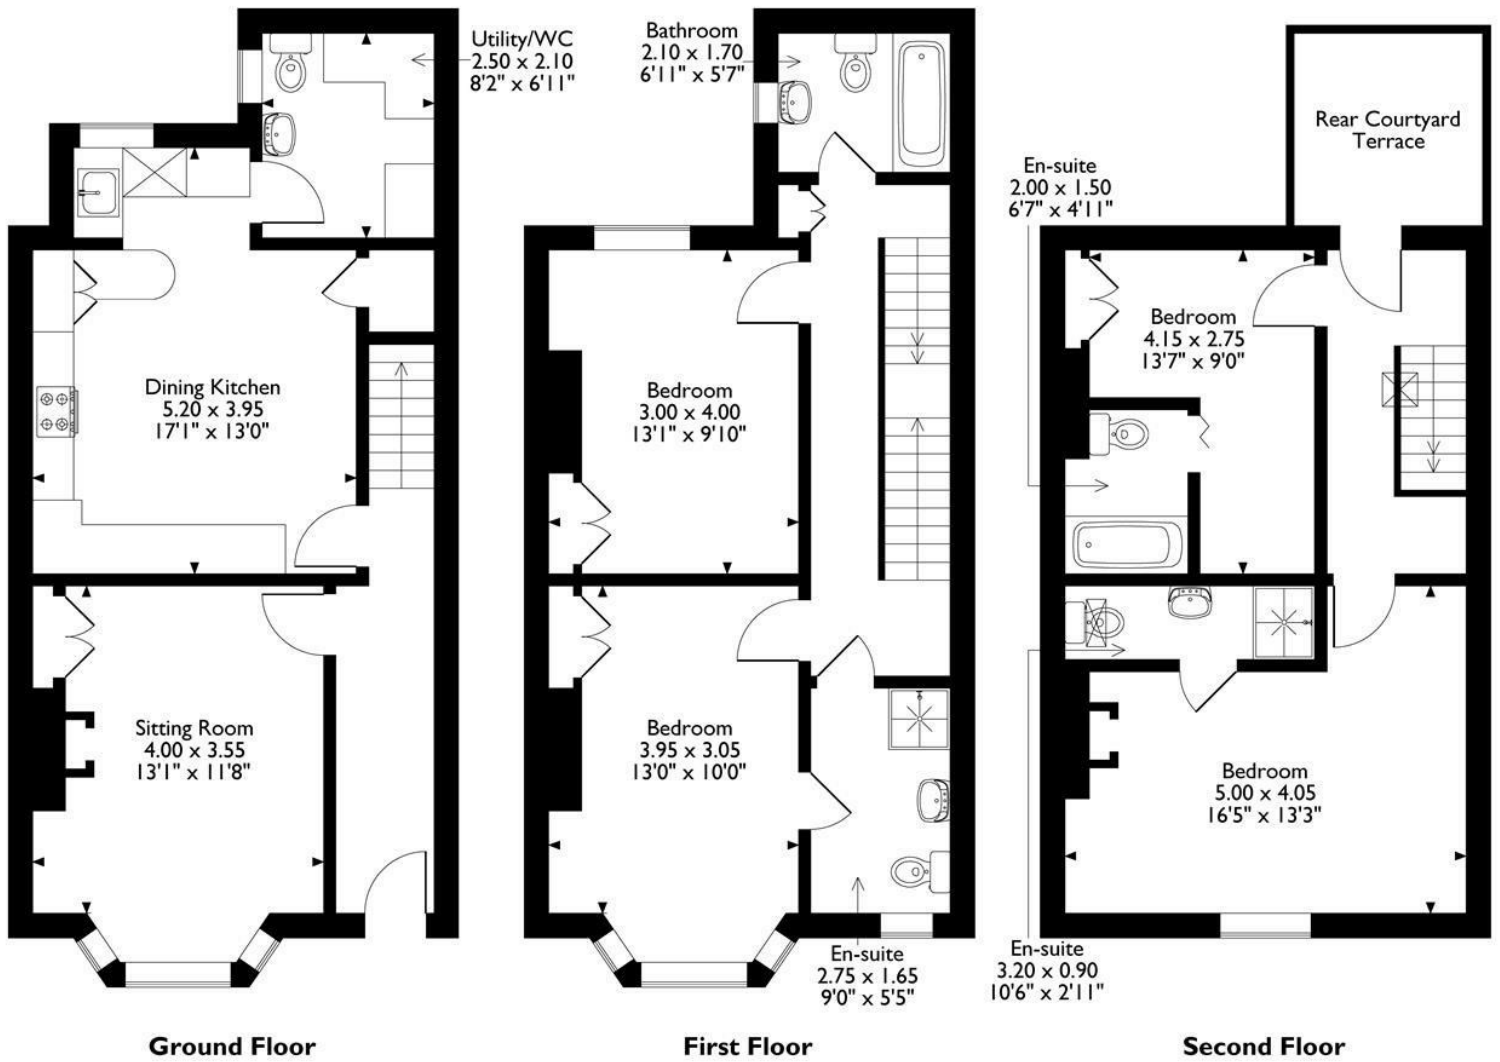 Utility/WC
2.50 x 2.10
8'2" x 6'11"
Dining Kitchen
5.20 x 3.95
17'1" x 13'0"
Sitting Room
4.00 x 3.55
13'1" x 11'8"
Ground Floor
Bathroom
2.10 x 1.70
6'11" x 5'7"
Bedroom
3.00 x 4.00
13'1" x 9'10"
Bedroom
3.95 x 3.05
13'0" x 10'0"
En-suite
2.75 x 1.65
9'0" x 5'5"
First Floor
Rear Courtyard
Terrace
En-suite
2.00 x 1.50
6'7" x 4'11"
Bedroom
4.15 x 2.75
13'7" x 9'0"
Bedroom
5.00 x 4.05
16'5" x 13'3"
En-suite
3.20 x 0.90
10'6" x 2'11"
Second Floor